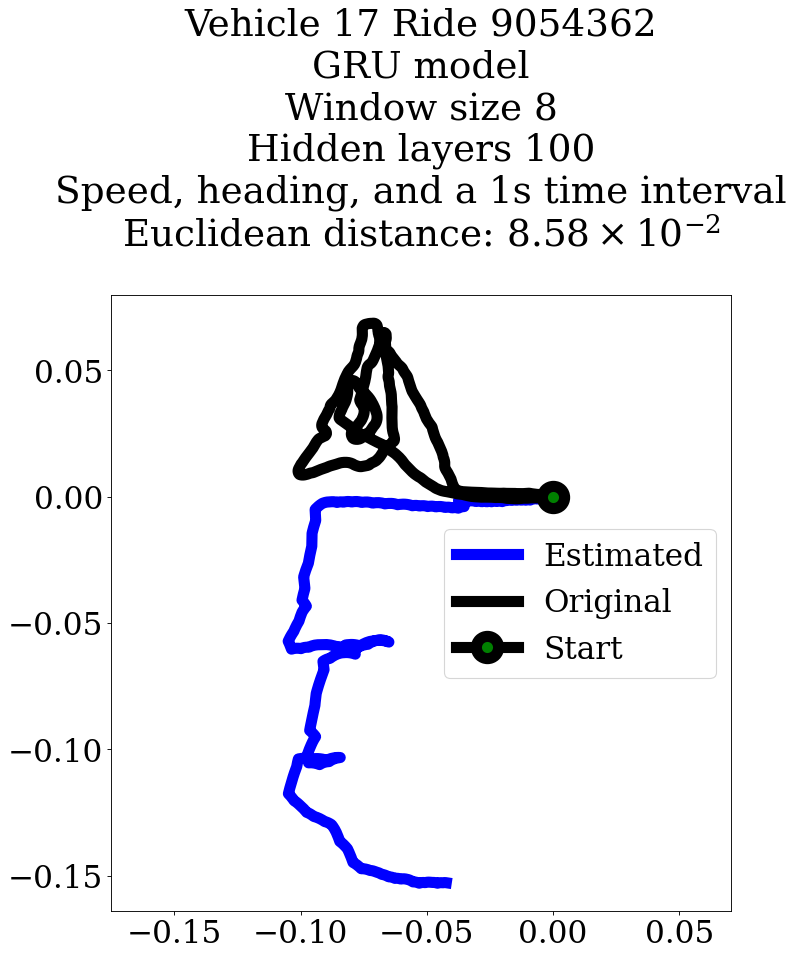 Vehicle 17 Ride 9054362
GRU model
Window size 8
Hidden layers 100
Speed, heading, and a 1s time interval
Euclidean distance: 8.58 × 10⁻²
0.05
0.00
−0.05
−0.10
−0.15
Estimated
Original
Start
−0.15 −0.10 −0.05 0.00 0.05